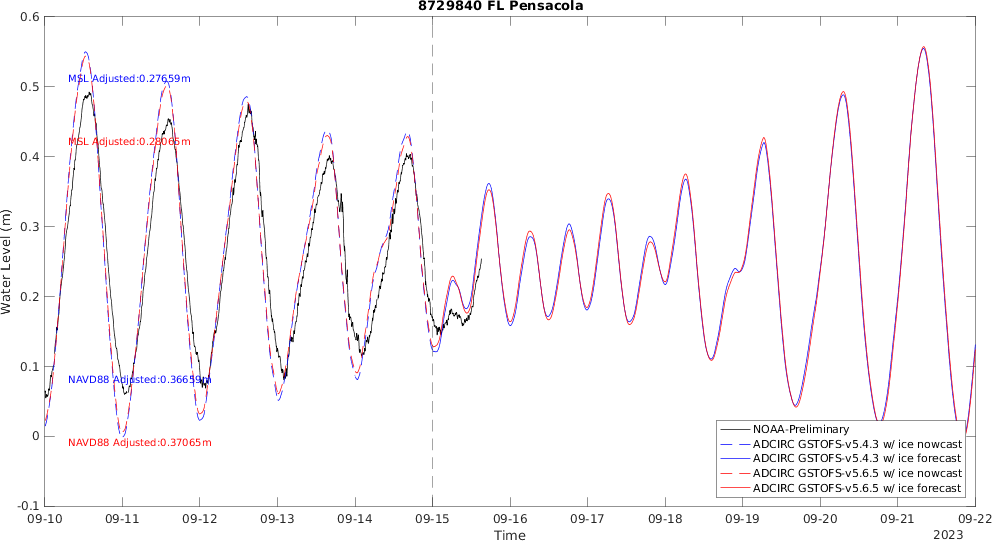 8729840 FL Pensacola
0.6
0.5
0.4
0.3
0.2
0.1
0
-0.1
Water Level (m)
MSL Adjusted:0.27659m
MSL Adjusted:0.28065m
NAVD88 Adjusted:0.36659m
NAVD88 Adjusted:0.37065m
NOAA-Preliminary
ADCIRC GSTOFS-v5.4.3 w/ ice nowcast
ADCIRC GSTOFS-v5.4.3 w/ ice forecast
ADCIRC GSTOFS-v5.6.5 w/ ice nowcast
ADCIRC GSTOFS-v5.6.5 w/ ice forecast
09-10 09-11 09-12 09-13 09-14 09-15 09-16 09-17 09-18 09-19 09-20 09-21 09-22
Time
2023